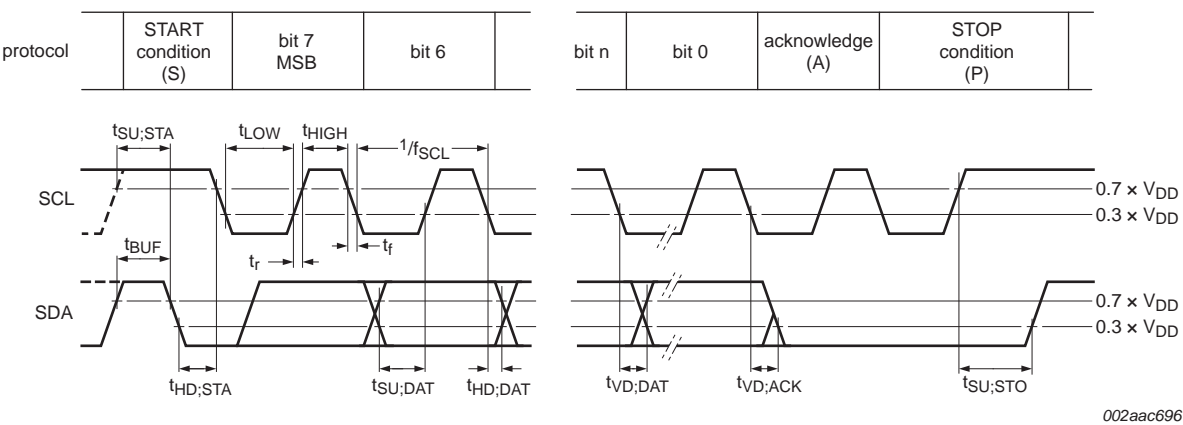 protocol
START
condition
(S)
bit 7
MSB
bit 6
bit n
bit 0
acknowledge
(A)
STOP
condition
(P)
tSU;STA
tLOW
tHIGH
1/fSCL
SCL
0.7 × VDD
0.3 × VDD
tBUF
tr
tf
SDA
0.7 × VDD
0.3 × VDD
tHD;STA
tSU;DAT
tHD;DAT
tVD;DAT
tVD;ACK
tSU;STO
002aac696